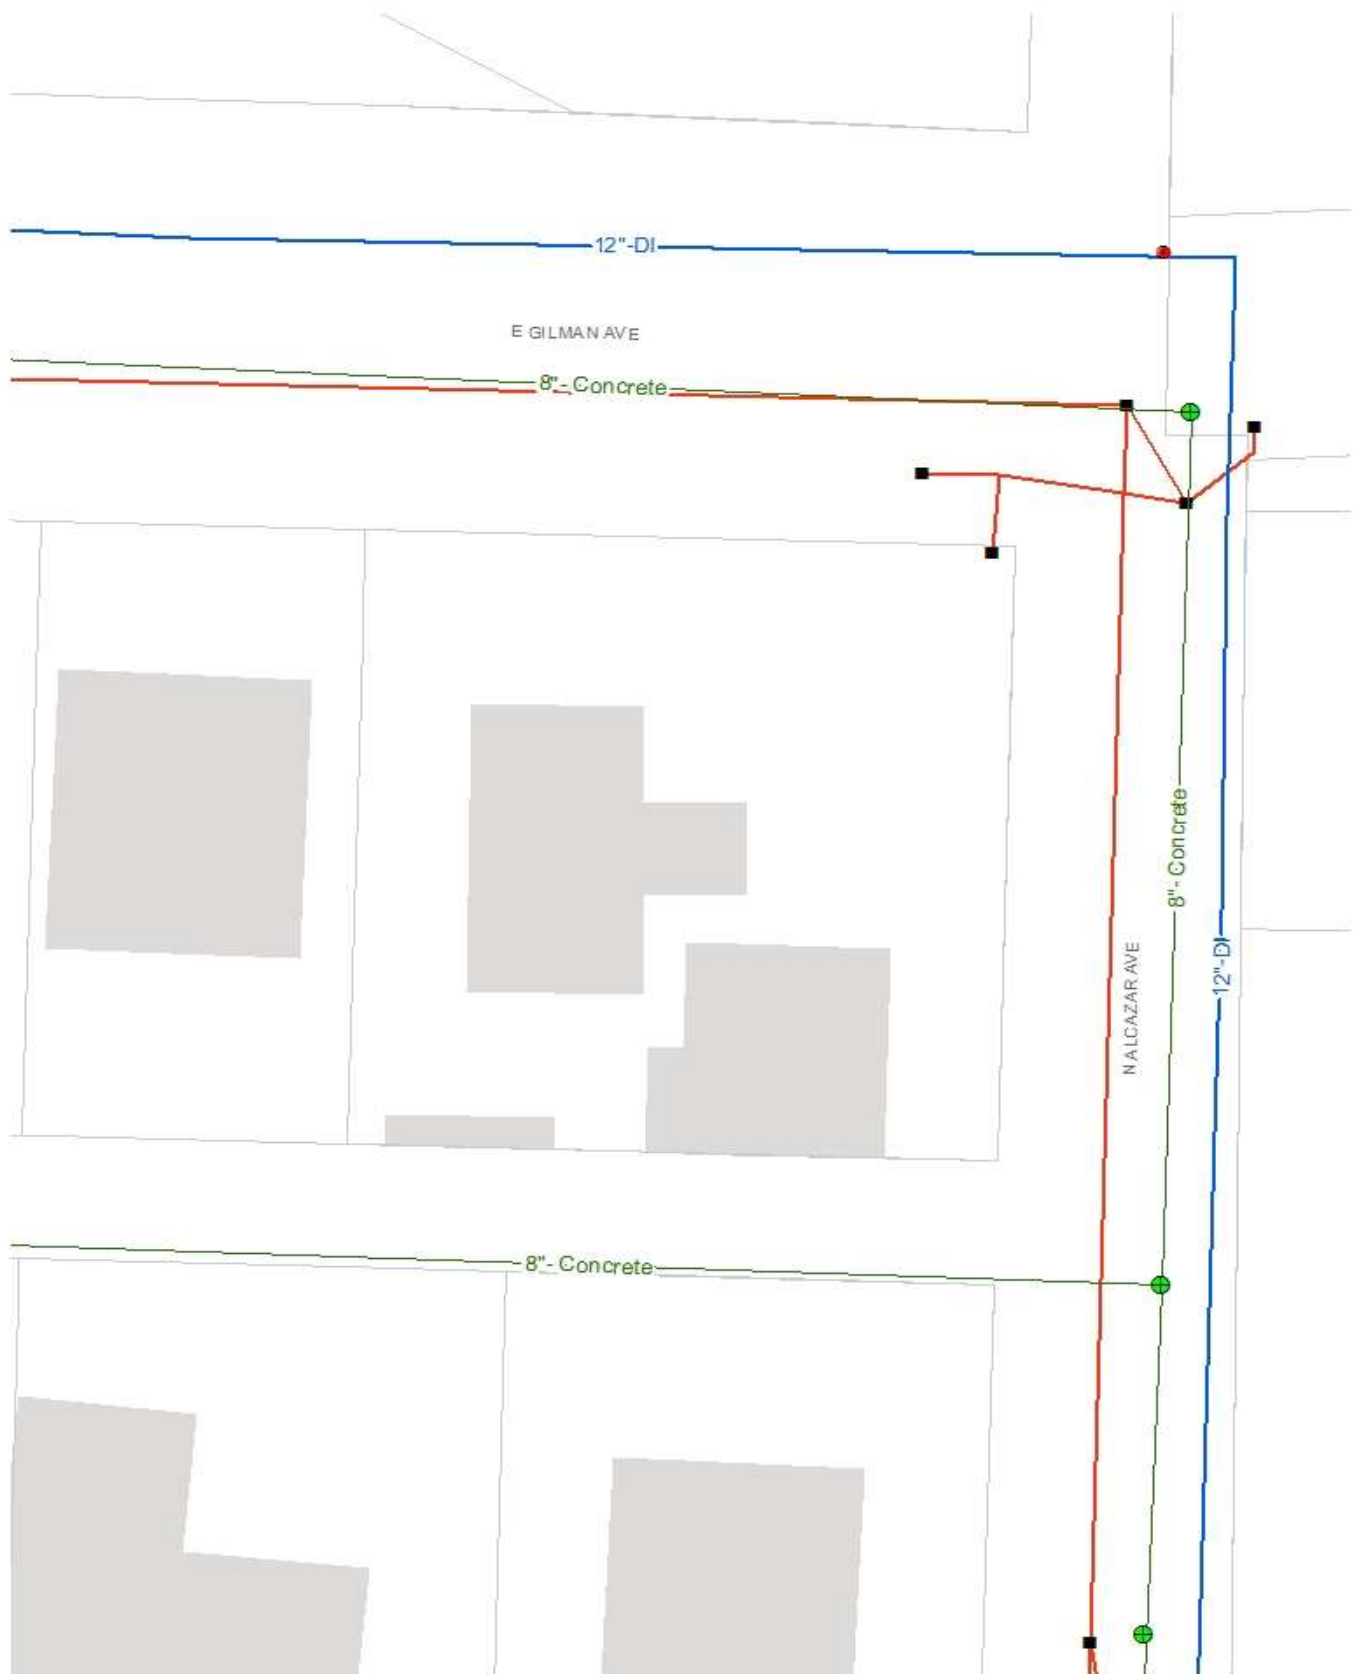 12"-DI
E GILMAN AVE
8"- Concrete
8"- Concrete
N ALCAZAR AVE
12"-DI
8"- Concrete